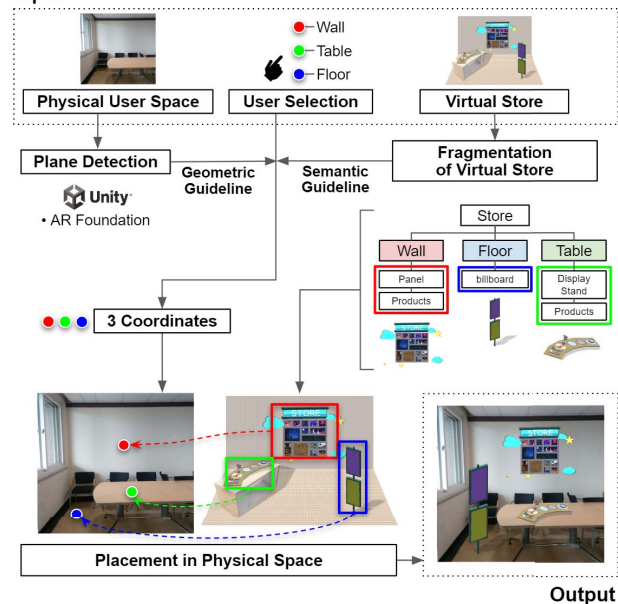 Wall
Table
Floor
Physical User Space
User Selection
Virtual Store
Plane Detection
Geometric
Guideline
Semantic
Guideline
Fragmentation
of Virtual Store
Unity
• AR Foundation
Store
Wall
Floor
Table
Panel
billboard
Display
Stand
Products
Products
STORE
3 Coordinates
STORE
STORE
Placement in Physical Space
Output